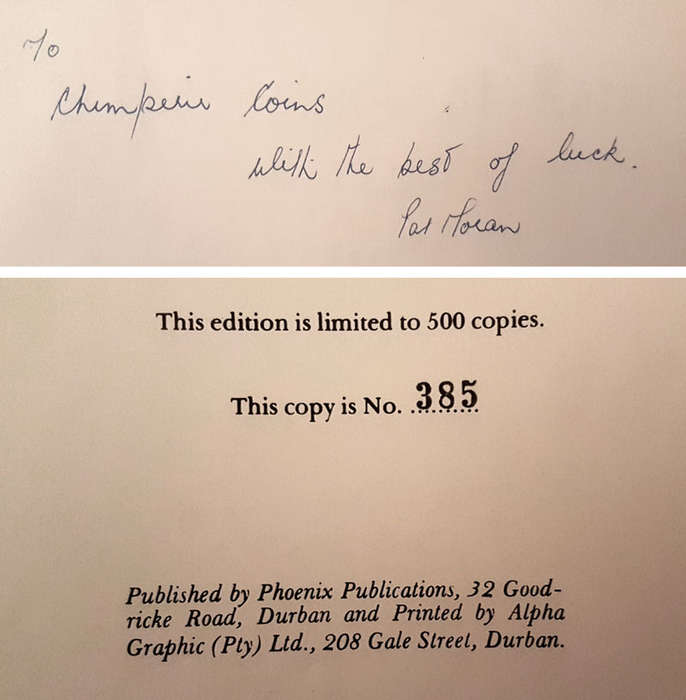 To
Coins
with the best of luck.
Pat Moran
This edition is limited to 500 copies.
This copy is No. 385
Published by Phoenix Publications, 32 Good-
ricke Road, Durban and Printed by Alpha
Graphic (Pty) Ltd., 208 Gale Street, Durban.